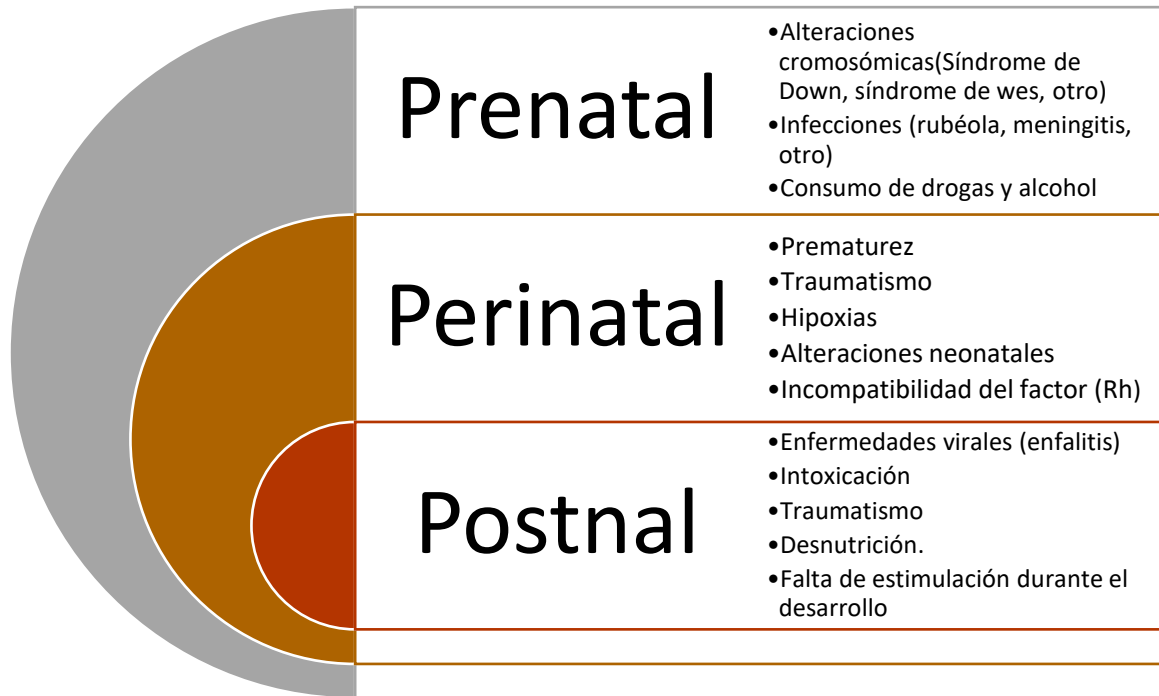 Prenatal
•Alteraciones
cromosómicas(Síndrome de
Down, síndrome de wes, otro)
•Infecciones (rubéola, meningitis,
otro)
•Consumo de drogas y alcohol
Perinatal
•Prematurez
•Traumatismo
•Hipoxias
•Alteraciones neonatales
•Incompatibilidad del factor (Rh)
Postnal
•Enfermedades virales (enfalitis)
•Intoxicación
•Traumatismo
•Desnutrición.
•Falta de estimulación durante el
desarrollo